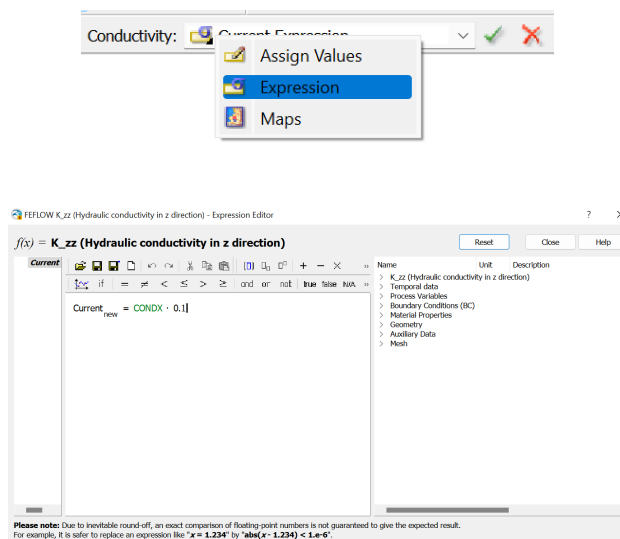 Conductivity: Current Expression
Assign Values
Expression
Maps
FEFLOW K_zz (Hydraulic conductivity in z direction) - Expression Editor ? X
f(x) = K_zz (Hydraulic conductivity in z direction) Reset Close Help
Current
» Name Unit Description
if = ≠ < ≤ > ≥ and or not true false N/A »
> K_zz (Hydraulic conductivity in z direction)
> Temporal data
> Process Variables
> Boundary Conditions (BC)
> Material Properties
> Geometry
> Auxiliary Data
> Mesh
Current new = CONDX · 0.1
Please note: Due to inevitable round-off, an exact comparison of floating-point numbers is not guaranteed to give the expected result.
For example, it is safer to replace an expression like "x = 1.234" by "abs(x - 1.234) < 1.e-6".